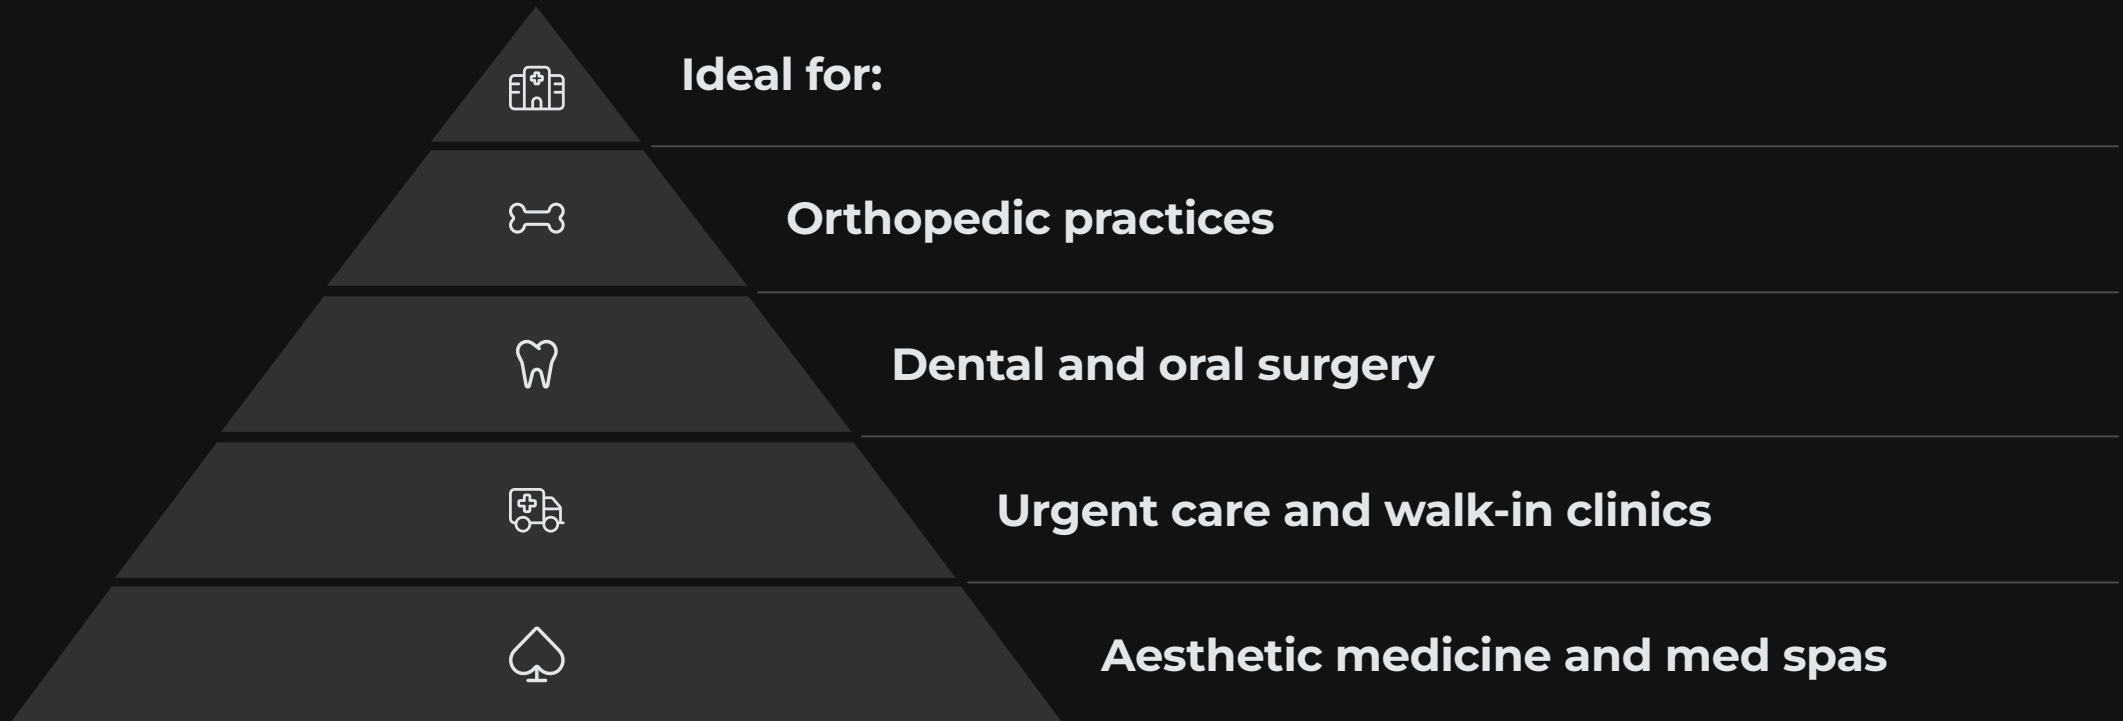 Ideal for:
Orthopedic practices
Dental and oral surgery
Urgent care and walk-in clinics
Aesthetic medicine and med spas